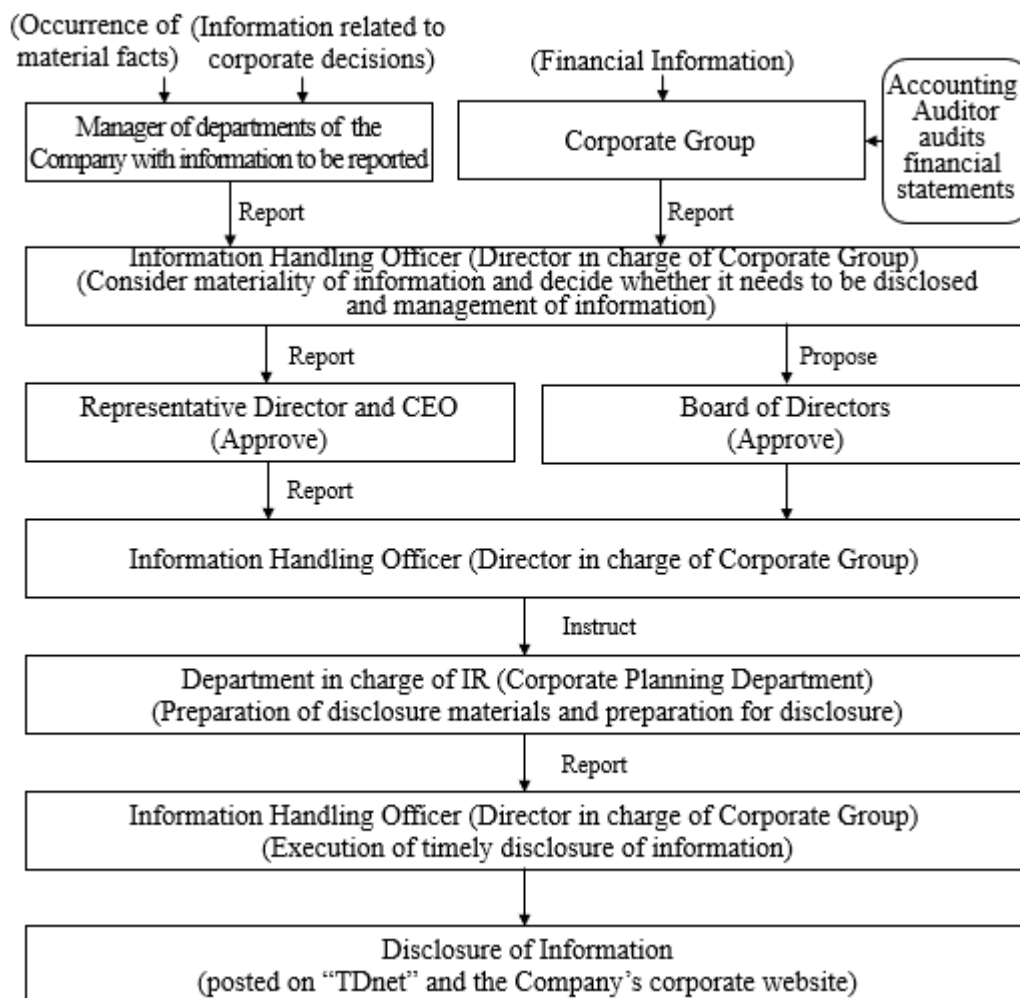 (Occurrence of
material facts)
(Information related to
corporate decisions)
(Financial Information)
Accounting
Auditor
audits
financial
statements
Manager of departments of the
Company with information to be reported
Corporate Group
Report
Report
Information Handling Officer (Director in charge of Corporate Group)
(Consider materiality of information and decide whether it needs to be disclosed
and management of information)
Report
Propose
Representative Director and CEO
(Approve)
Board of Directors
(Approve)
Report
Information Handling Officer (Director in charge of Corporate Group)
Instruct
Department in charge of IR (Corporate Planning Department)
(Preparation of disclosure materials and preparation for disclosure)
Report
Information Handling Officer (Director in charge of Corporate Group)
(Execution of timely disclosure of information)
Disclosure of Information
(posted on “TDnet” and the Company’s corporate website)